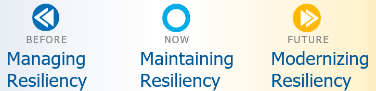 BEFORE
Managing
Resiliency
NOW
Maintaining
Resiliency
FUTURE
Modernizing
Resiliency